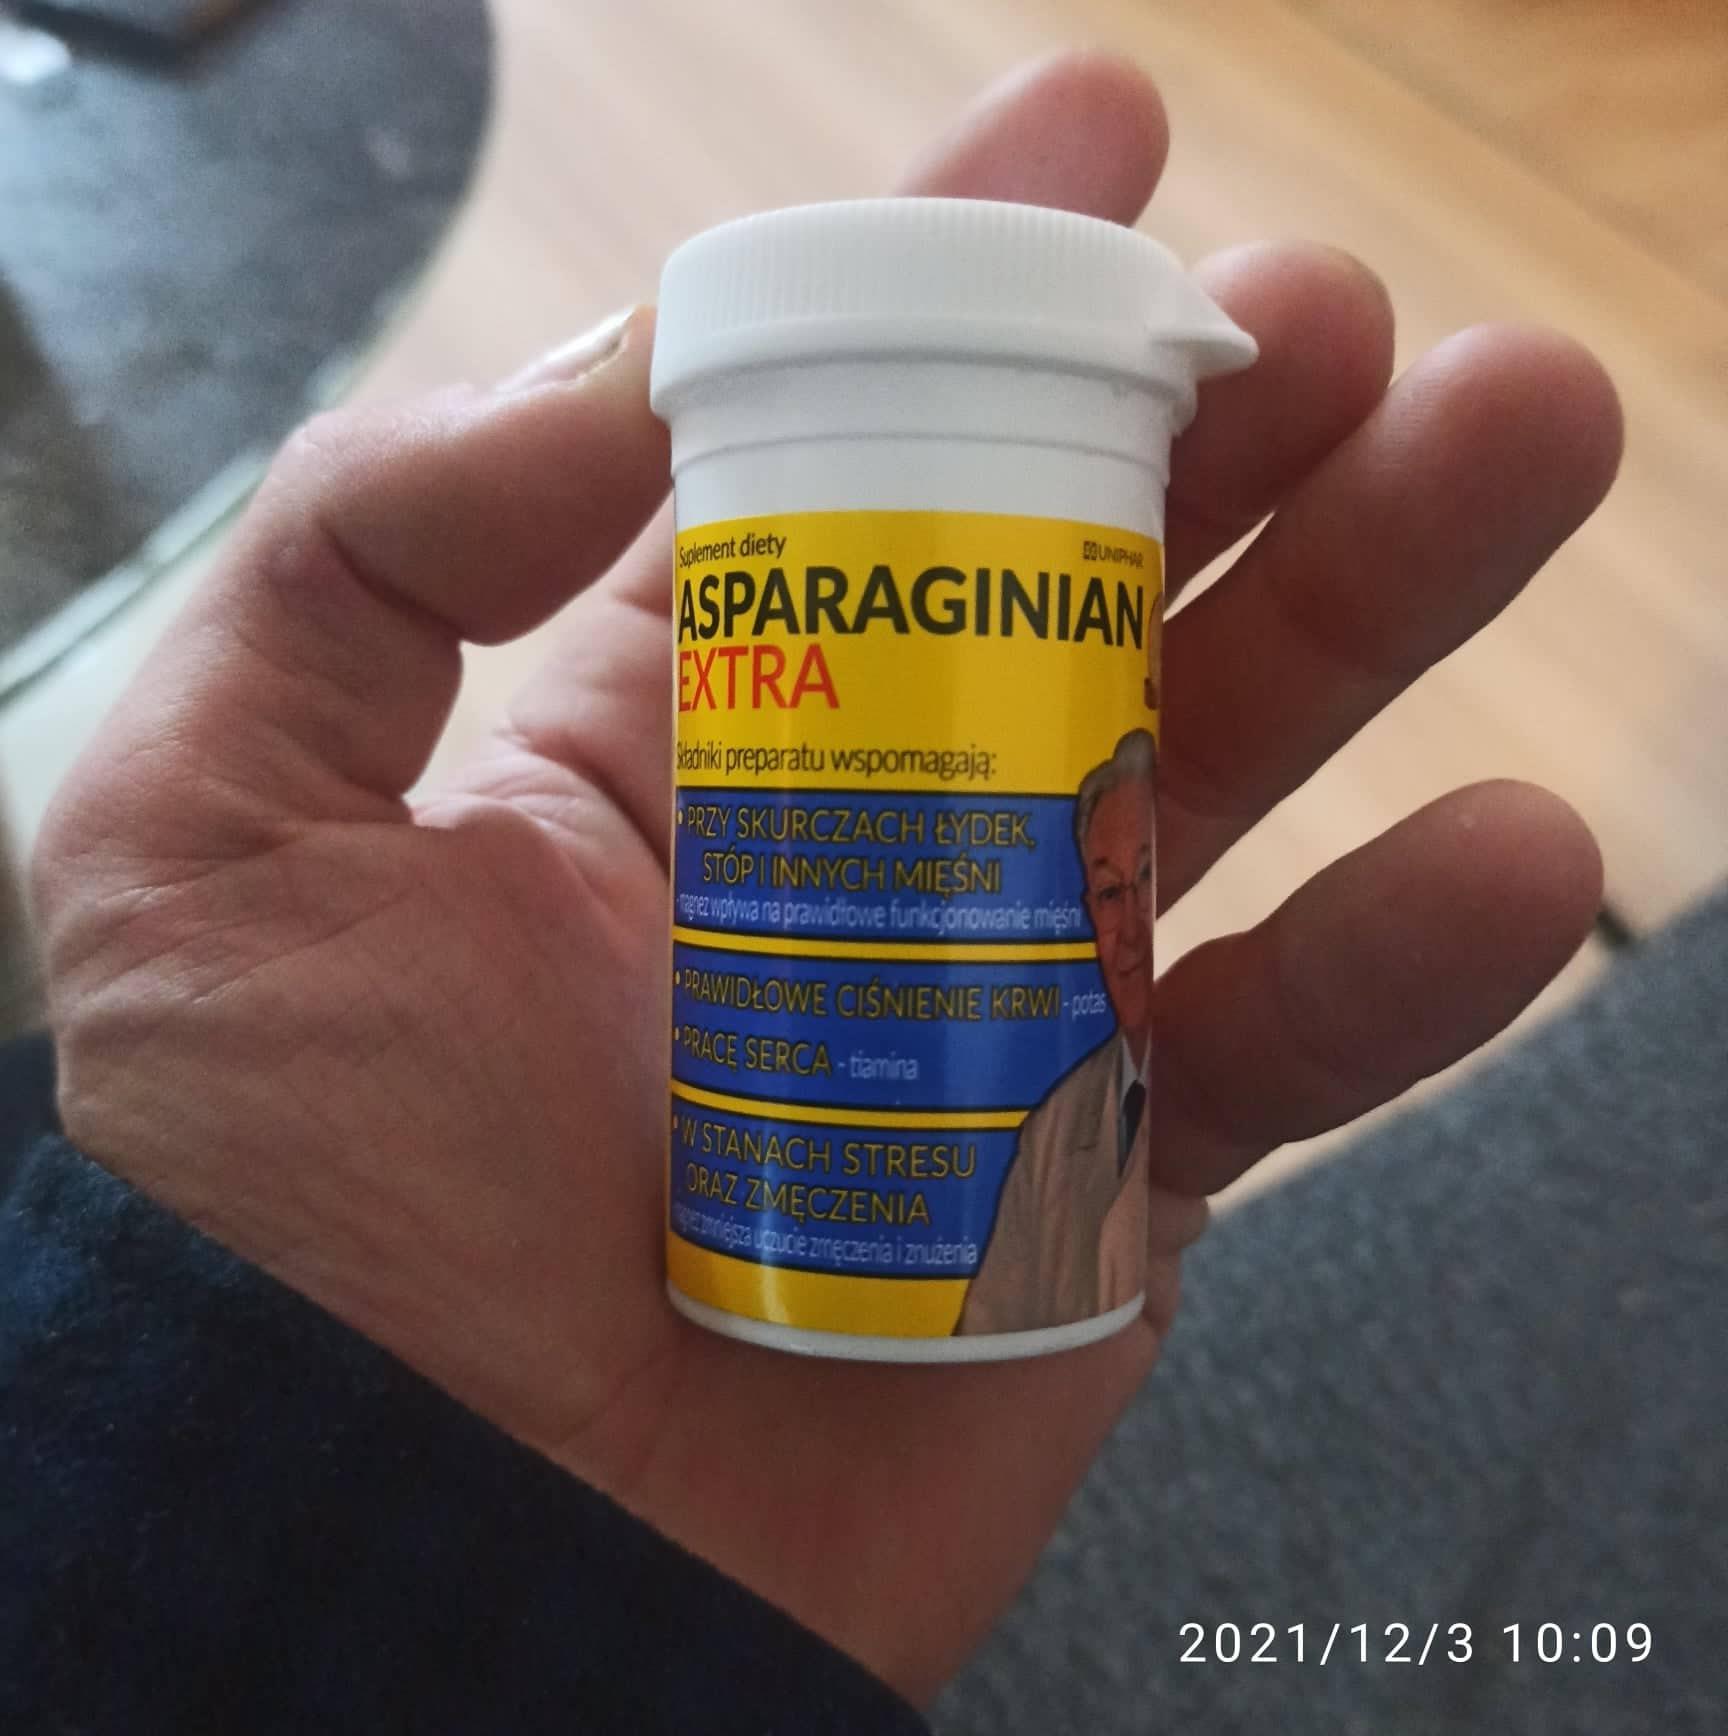 Suplement diety
UNIPHAR
ASPARAGINIAN
EXTRA
Składniki preparatu wspomagają:
• PRZY SKURCZACH ŁYDEK,
STÓP I INNYCH MIĘŚNI
- magnez wpływa na prawidłowe funkcjonowanie mięśni
• PRAWIDŁOWE CIŚNIENIE KRWI - potas
• PRACĘ SERCA - tiamina
• W STANACH STRESU
ORAZ ZMĘCZENIA
magnez zmniejsza uczucie zmęczenia i znużenia
2021/12/3 10:09